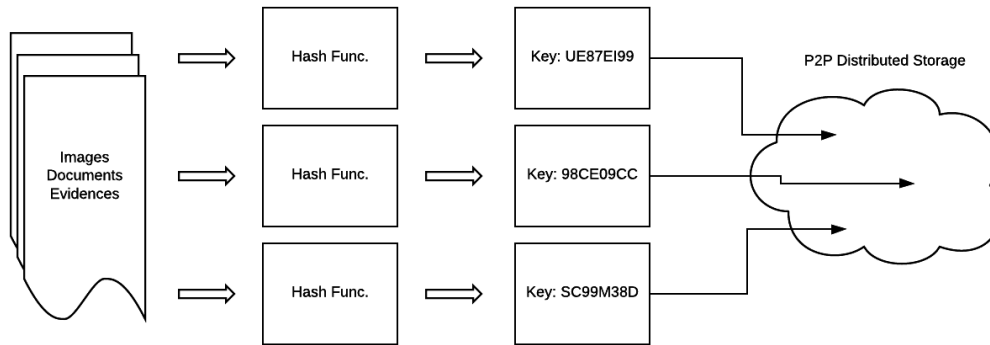 Images
Documents
Evidences
Hash Func.
Key: UE87EI99
Hash Func.
Key: 98CE09CC
Hash Func.
Key: SC99M38D
P2P Distributed Storage